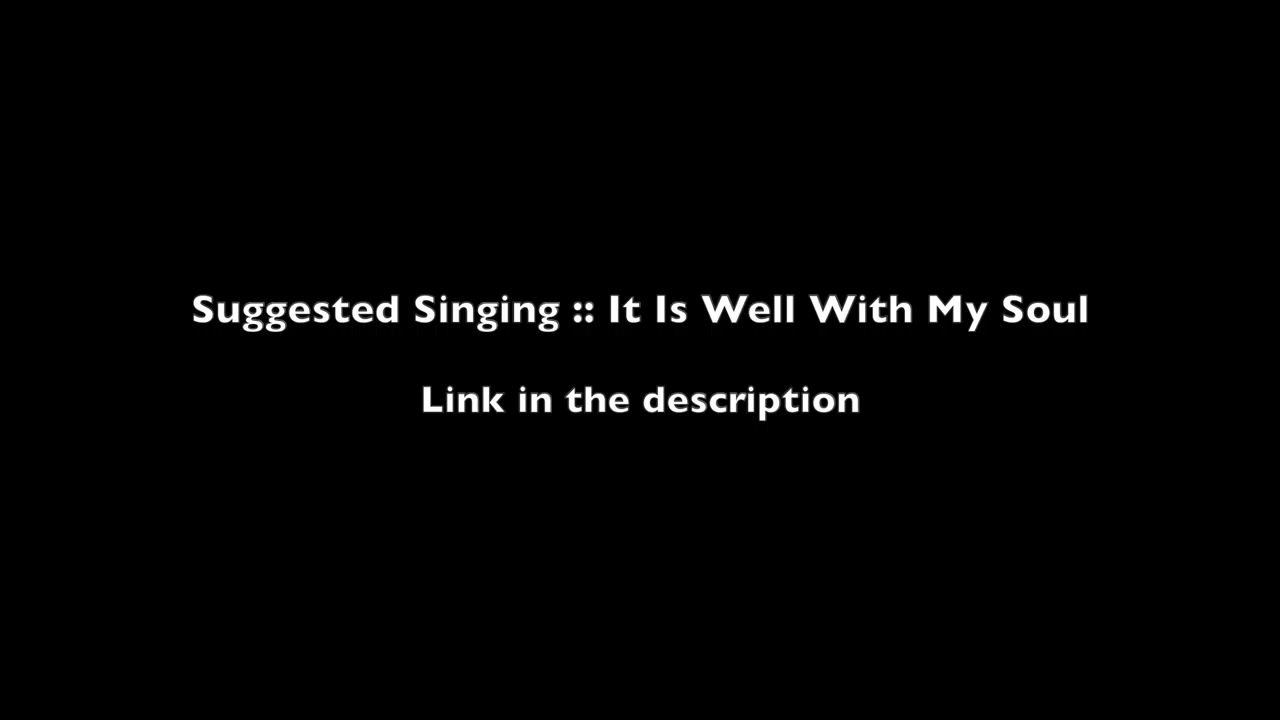 Suggested Singing :: It Is Well With My Soul
Link in the description